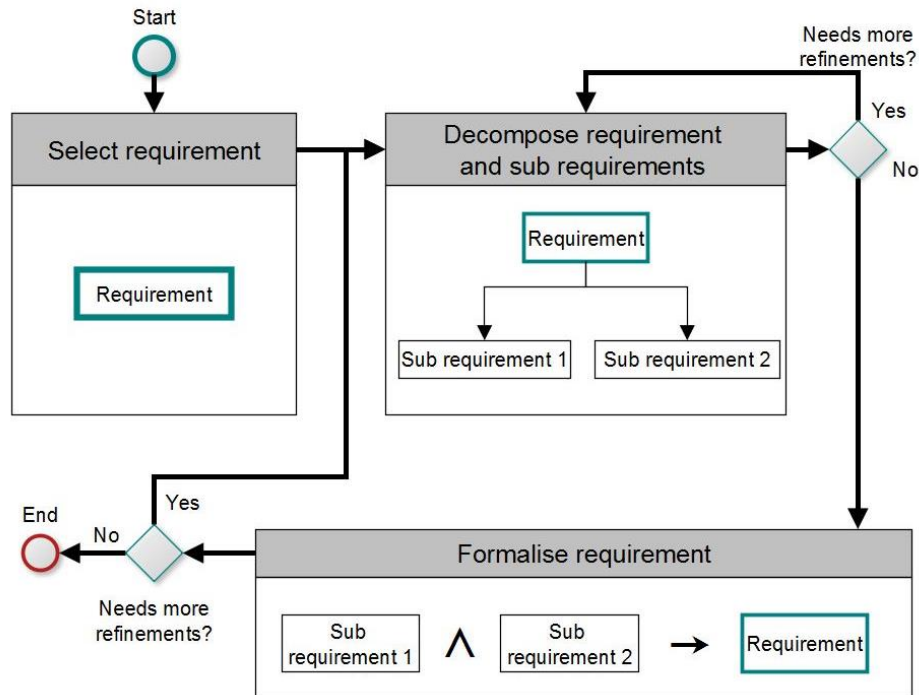 Start
Needs more
refinements?
Yes
No
Select requirement
Requirement
Decompose requirement
and sub requirements
Requirement
Sub requirement 1
Sub requirement 2
Yes
End
No
Needs more
refinements?
Formalise requirement
Sub
requirement 1
∧
Sub
requirement 2
→
Requirement